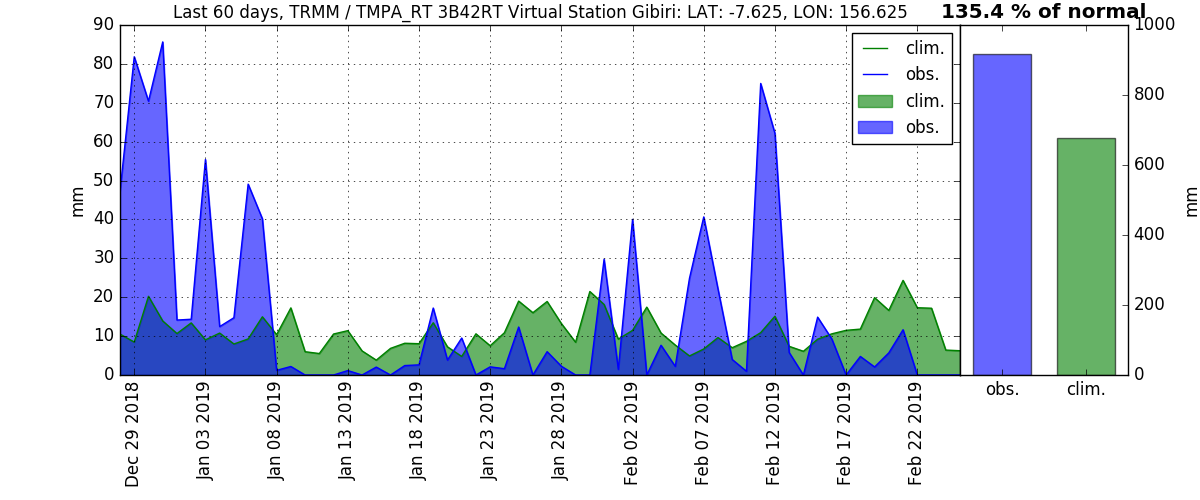 Last 60 days, TRMM / TMPA_RT 3B42RT Virtual Station Gibiri: LAT: -7.625, LON: 156.625
135.4 % of normal
90
80
70
60
50
40
30
20
10
0
mm
clim.
obs.
clim.
obs.
Dec 29 2018
Jan 03 2019
Jan 08 2019
Jan 13 2019
Jan 18 2019
Jan 23 2019
Jan 28 2019
Feb 02 2019
Feb 07 2019
Feb 12 2019
Feb 17 2019
Feb 22 2019
1000
800
600
400
200
0
mm
obs.
clim.